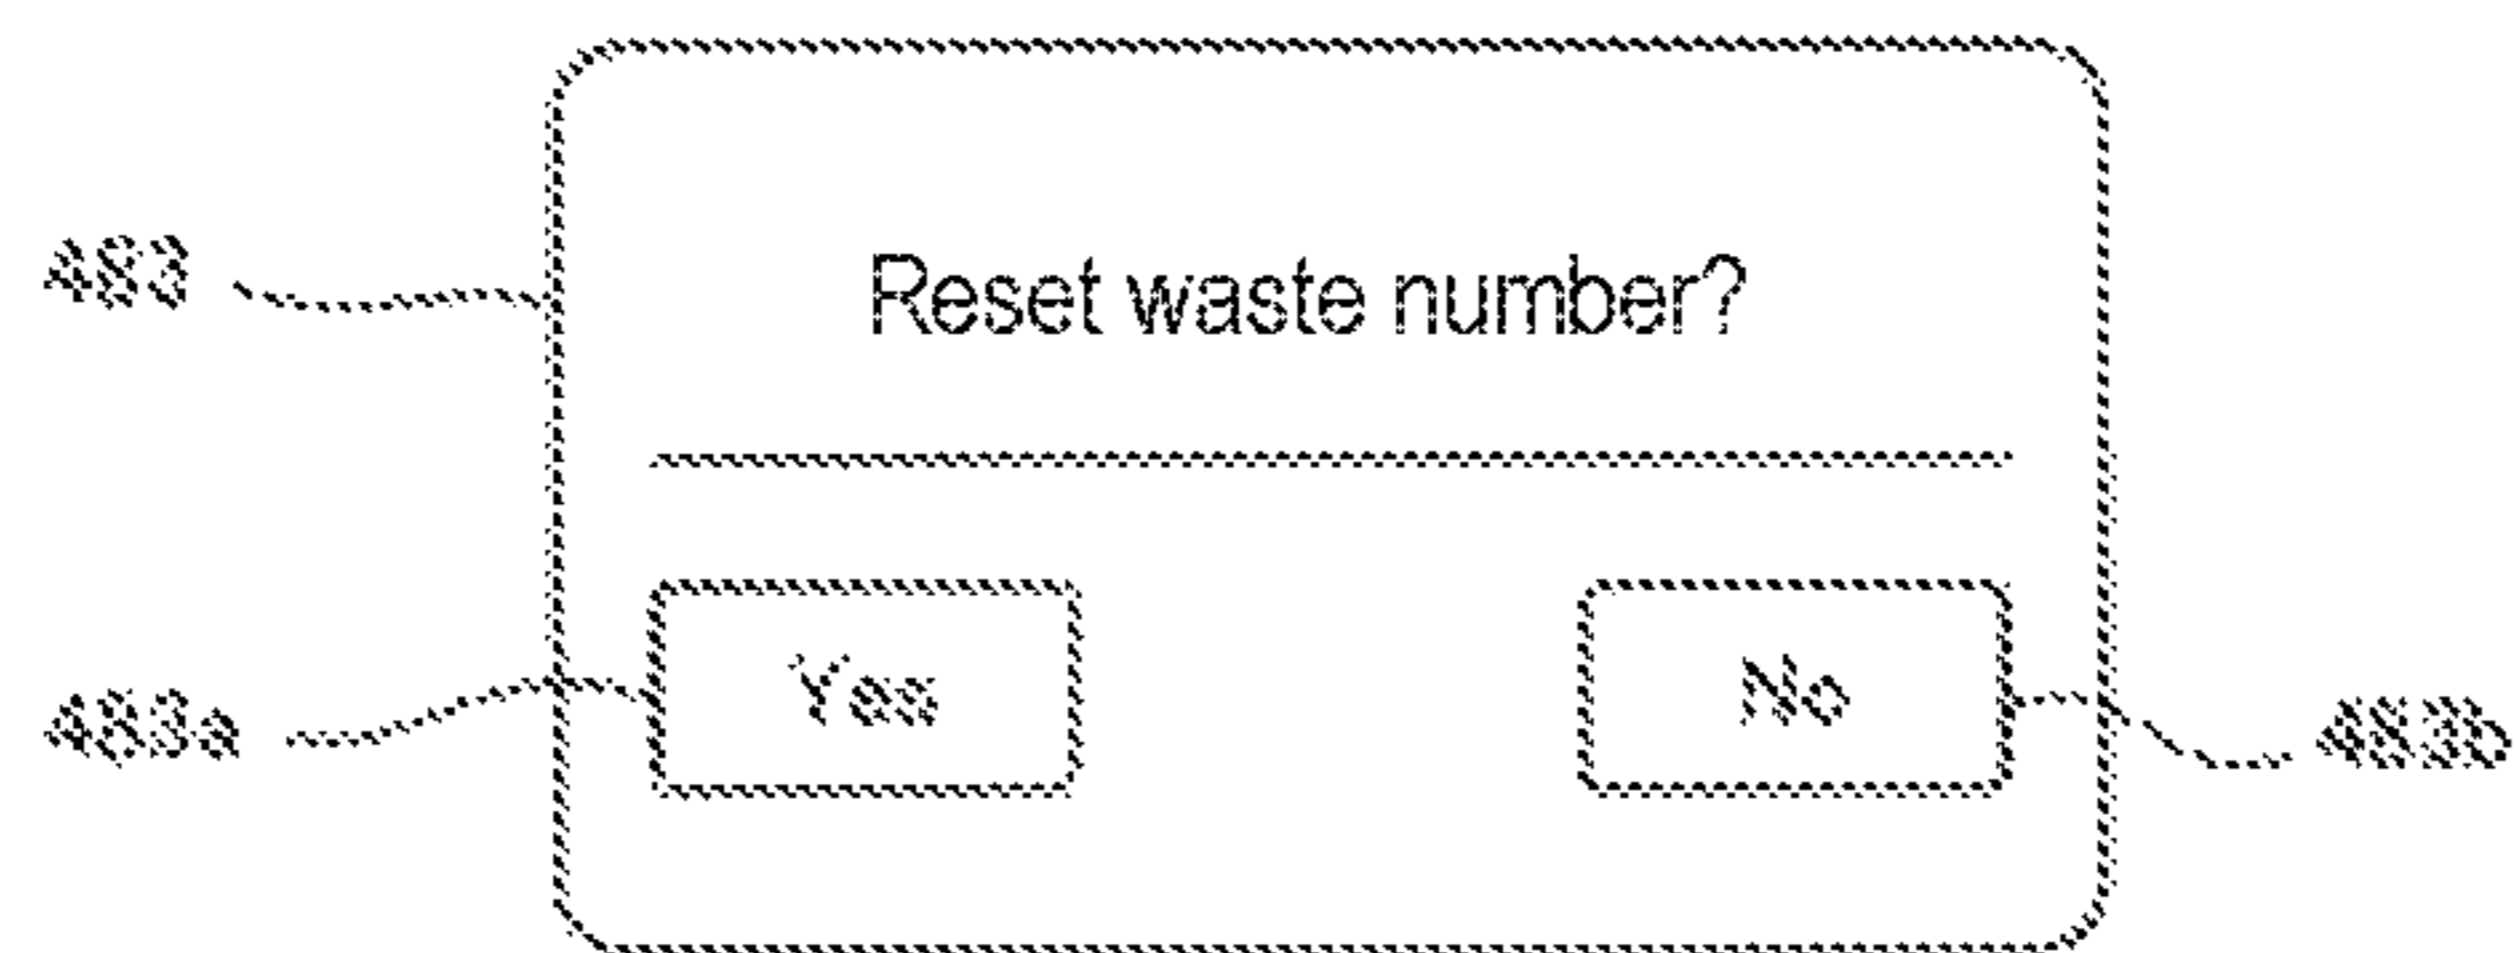 483
Reset waste number?
Yes
No
483a
483b